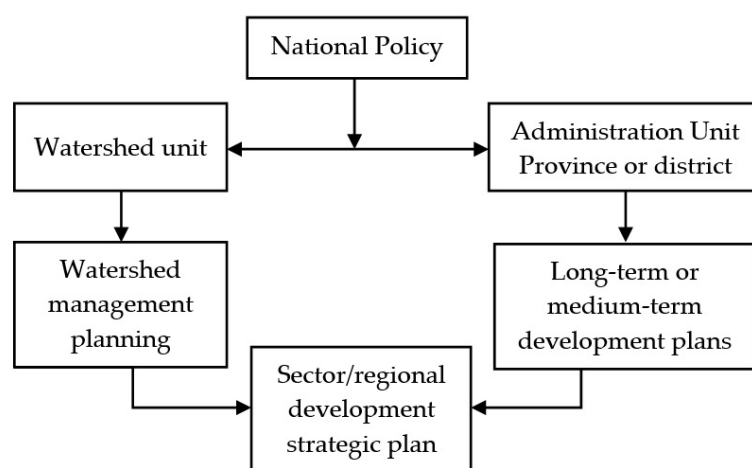 National Policy
Watershed unit
Administration Unit
Province or district
Watershed
management
planning
Long-term or
medium-term
development plans
Sector/regional
development
strategic plan